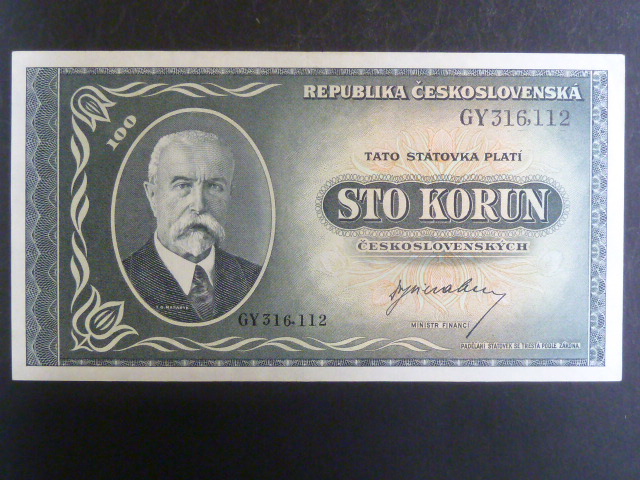 100
REPUBLIKA ČESKOSLOVENSKÁ
GY316,112
TATO STÁTOVKA PLATÍ
STO KORUN
ČESKOSLOVENSKÝCH
MINISTR FINANCÍ
GY316,112
T.G.MASARYK
PADĚLÁNÍ STÁTOVEK SE TRESTÁ PODLE ZÁKONA.